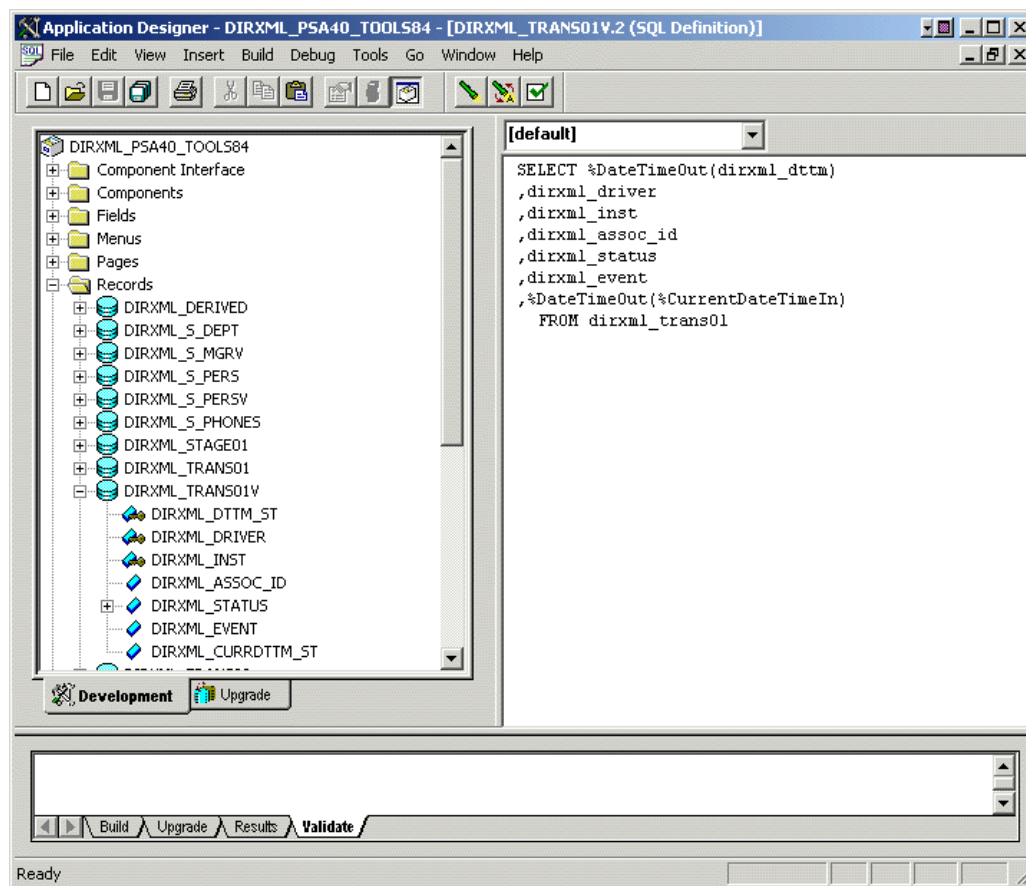 Application Designer - DIRXML_PSA40_TOOLS84 - [DIRXML_TRANS01V.2 (SQL Definition)]
SQL File Edit View Insert Build Debug Tools Go Window Help
DIRXML_PSA40_TOOLS84
Component Interface
Components
Fields
Menus
Pages
Records
DIRXML_DERIVED
DIRXML_S_DEPT
DIRXML_S_MGRV
DIRXML_S_PERS
DIRXML_S_PERSV
DIRXML_S_PHONES
DIRXML_STAGE01
DIRXML_TRANS01
DIRXML_TRANS01V
DIRXML_DTTM_ST
DIRXML_DRIVER
DIRXML_INST
DIRXML_ASSOC_ID
DIRXML_STATUS
DIRXML_EVENT
DIRXML_CURRDTTM_ST
Development Upgrade
[default]
SELECT %DateTimeOut(dirxml_dttm)
,dirxml_driver
,dirxml_inst
,dirxml_assoc_id
,dirxml_status
,dirxml_event
,%DateTimeOut(%CurrentDateTimeIn)
FROM dirxml_trans01
Build Upgrade Results Validate
Ready